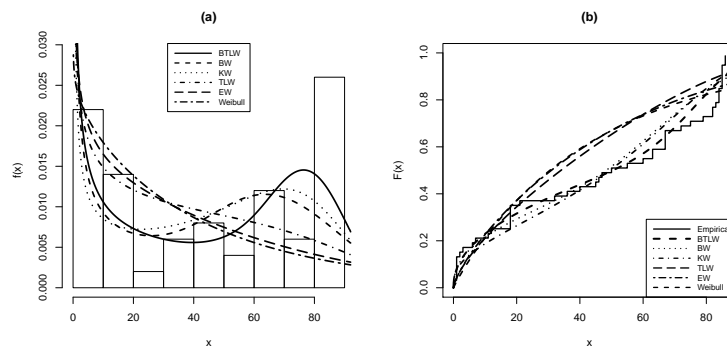 (a)
0.030
0.025
0.020
0.015
0.010
0.005
0.000
f(x)
BTLW
BW
KW
TLW
EW
Weibull
0
20
40
60
80
x
(b)
1.0
0.8
0.6
0.4
0.2
0.0
F(x)
Empirical
BTLW
BW
KW
TLW
EW
Weibull
0
20
40
60
80
x